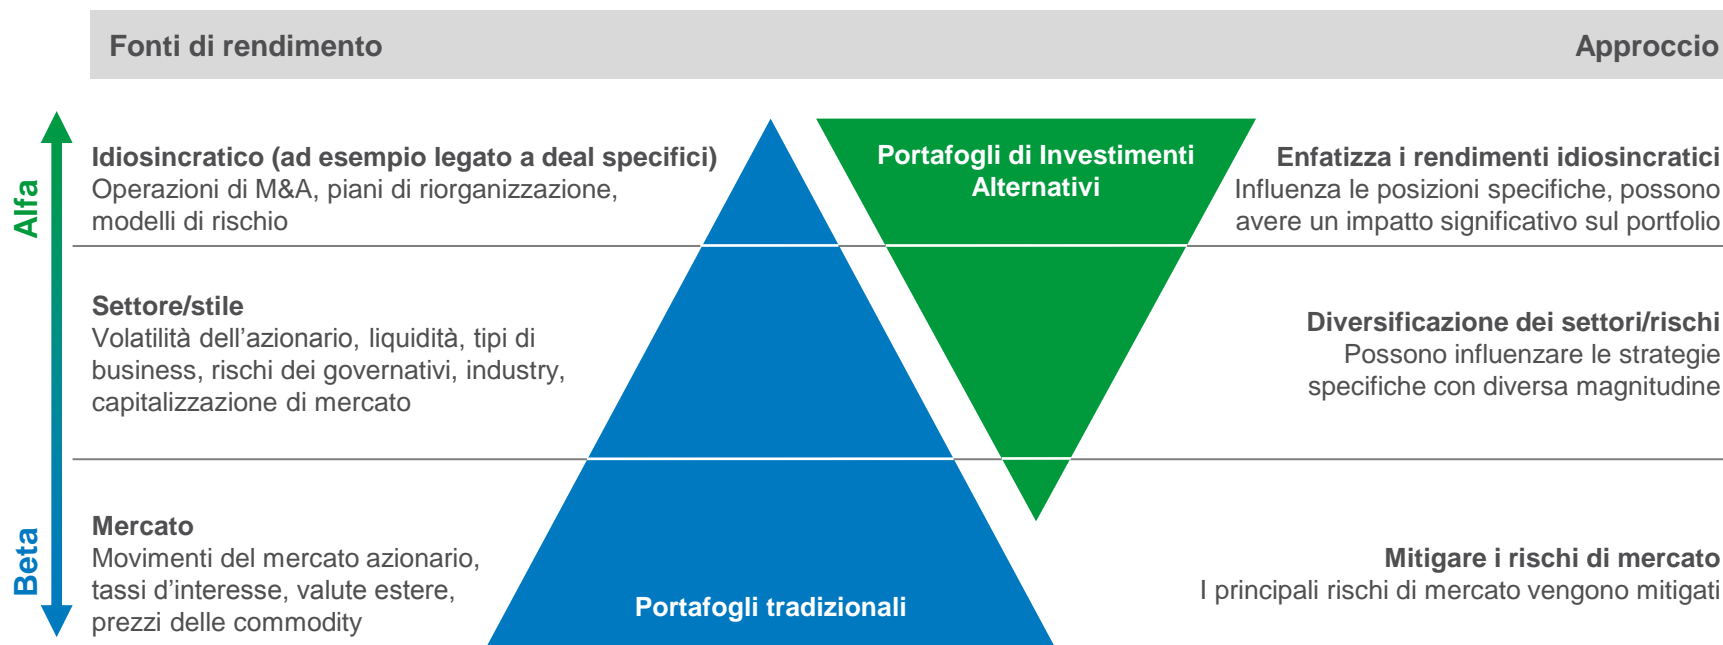 Fonti di rendimento
Approccio
Alfa
Idiosincratico (ad esempio legato a deal specifici)
Operazioni di M&A, piani di riorganizzazione,
modelli di rischio
Portafogli di Investimenti
Alternativi
Enfatizza i rendimenti idiosincratici
Influenza le posizioni specifiche, possono
avere un impatto significativo sul portfolio
Settore/stile
Volatilità dell’azionario, liquidità, tipi di
business, rischi dei governativi, industry,
capitalizzazione di mercato
Diversificazione dei settori/rischi
Possono influenzare le strategie
specifiche con diversa magnitudine
Beta
Mercato
Movimenti del mercato azionario,
tassi d’interesse, valute estere,
prezzi delle commodity
Portafogli tradizionali
Mitigare i rischi di mercato
I principali rischi di mercato vengono mitigati